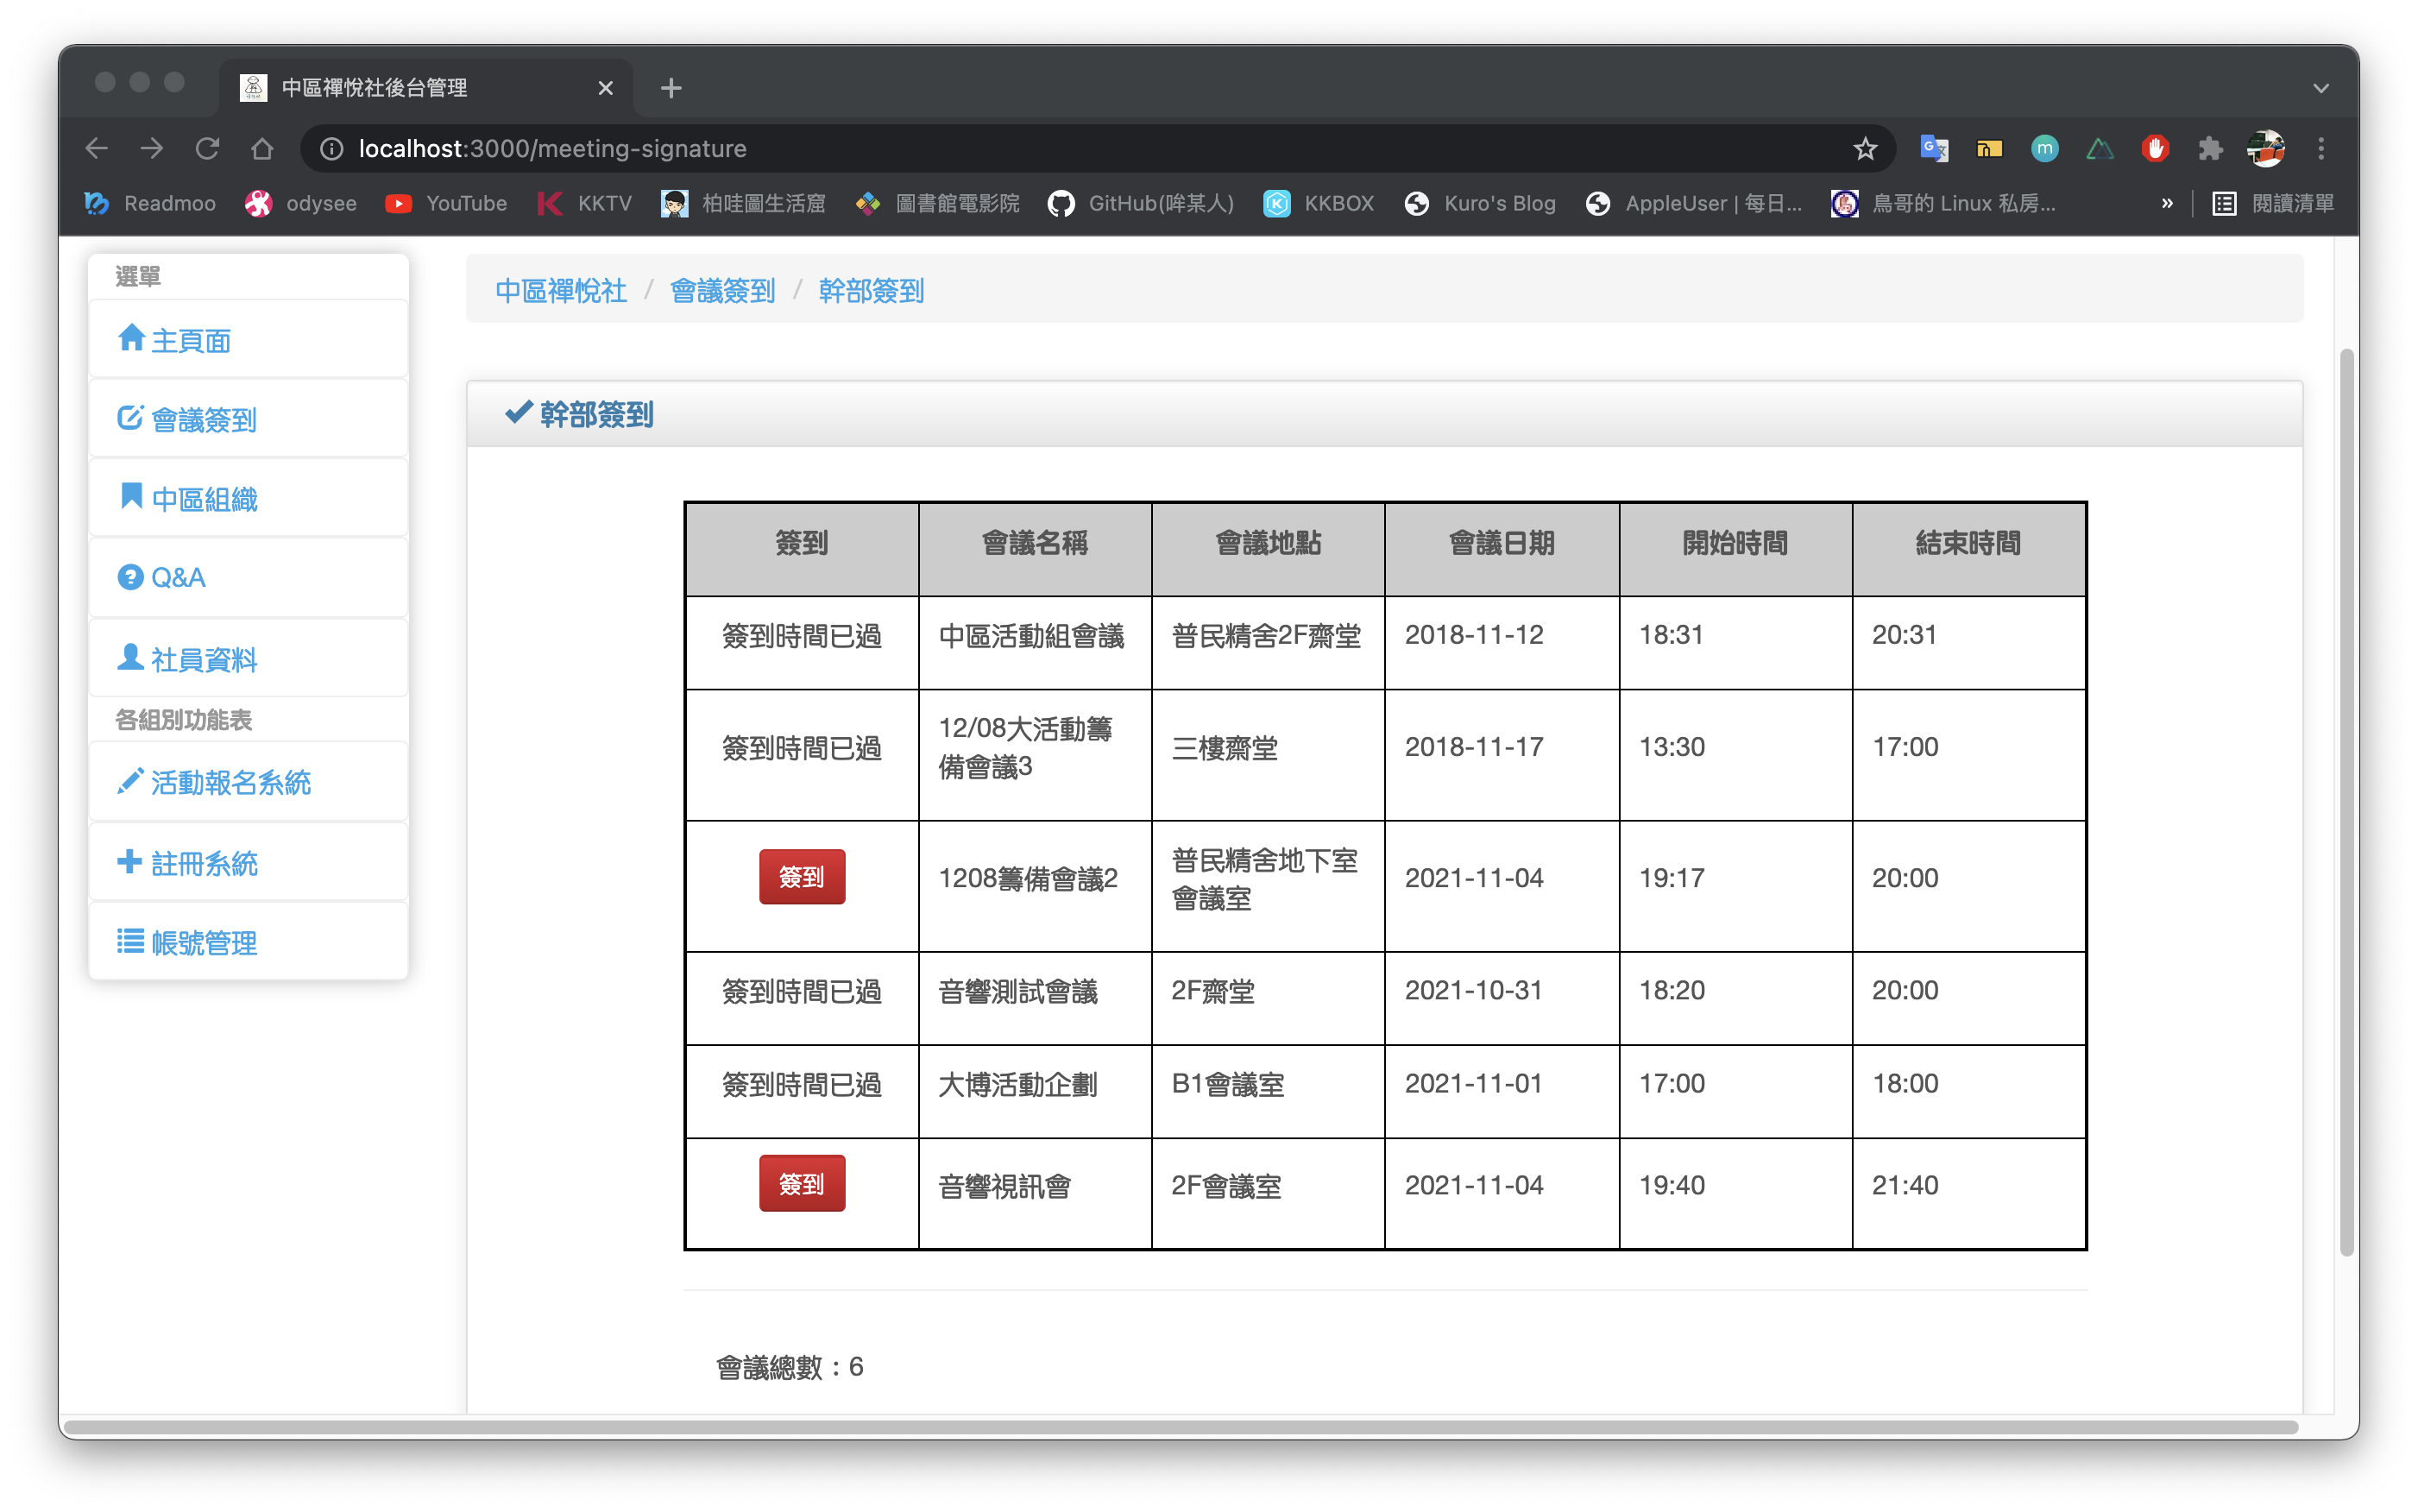 中區禪悅社後台管理
localhost:3000/meeting-signature
Readmoo odysee YouTube KKTV 柏哇圖生活窟 圖書館電影院 GitHub(哞某人) KKBOX Kuro's Blog AppleUser | 每日... 鳥哥的 Linux 私房... » 閱讀清單
選單
主頁面
會議簽到
中區組織
Q&A
社員資料
各組別功能表
活動報名系統
註冊系統
帳號管理
中區禪悅社 / 會議簽到 / 幹部簽到
幹部簽到
簽到 會議名稱 會議地點 會議日期 開始時間 結束時間
簽到時間已過 中區活動組會議 普民精舍2F齋堂 2018-11-12 18:31 20:31
簽到時間已過 12/08大活動籌備會議3 三樓齋堂 2018-11-17 13:30 17:00
簽到 1208籌備會議2 普民精舍地下室會議室 2021-11-04 19:17 20:00
簽到時間已過 音響測試會議 2F齋堂 2021-10-31 18:20 20:00
簽到時間已過 大博活動企劃 B1會議室 2021-11-01 17:00 18:00
簽到 音響視訊會 2F會議室 2021-11-04 19:40 21:40
會議總數：6